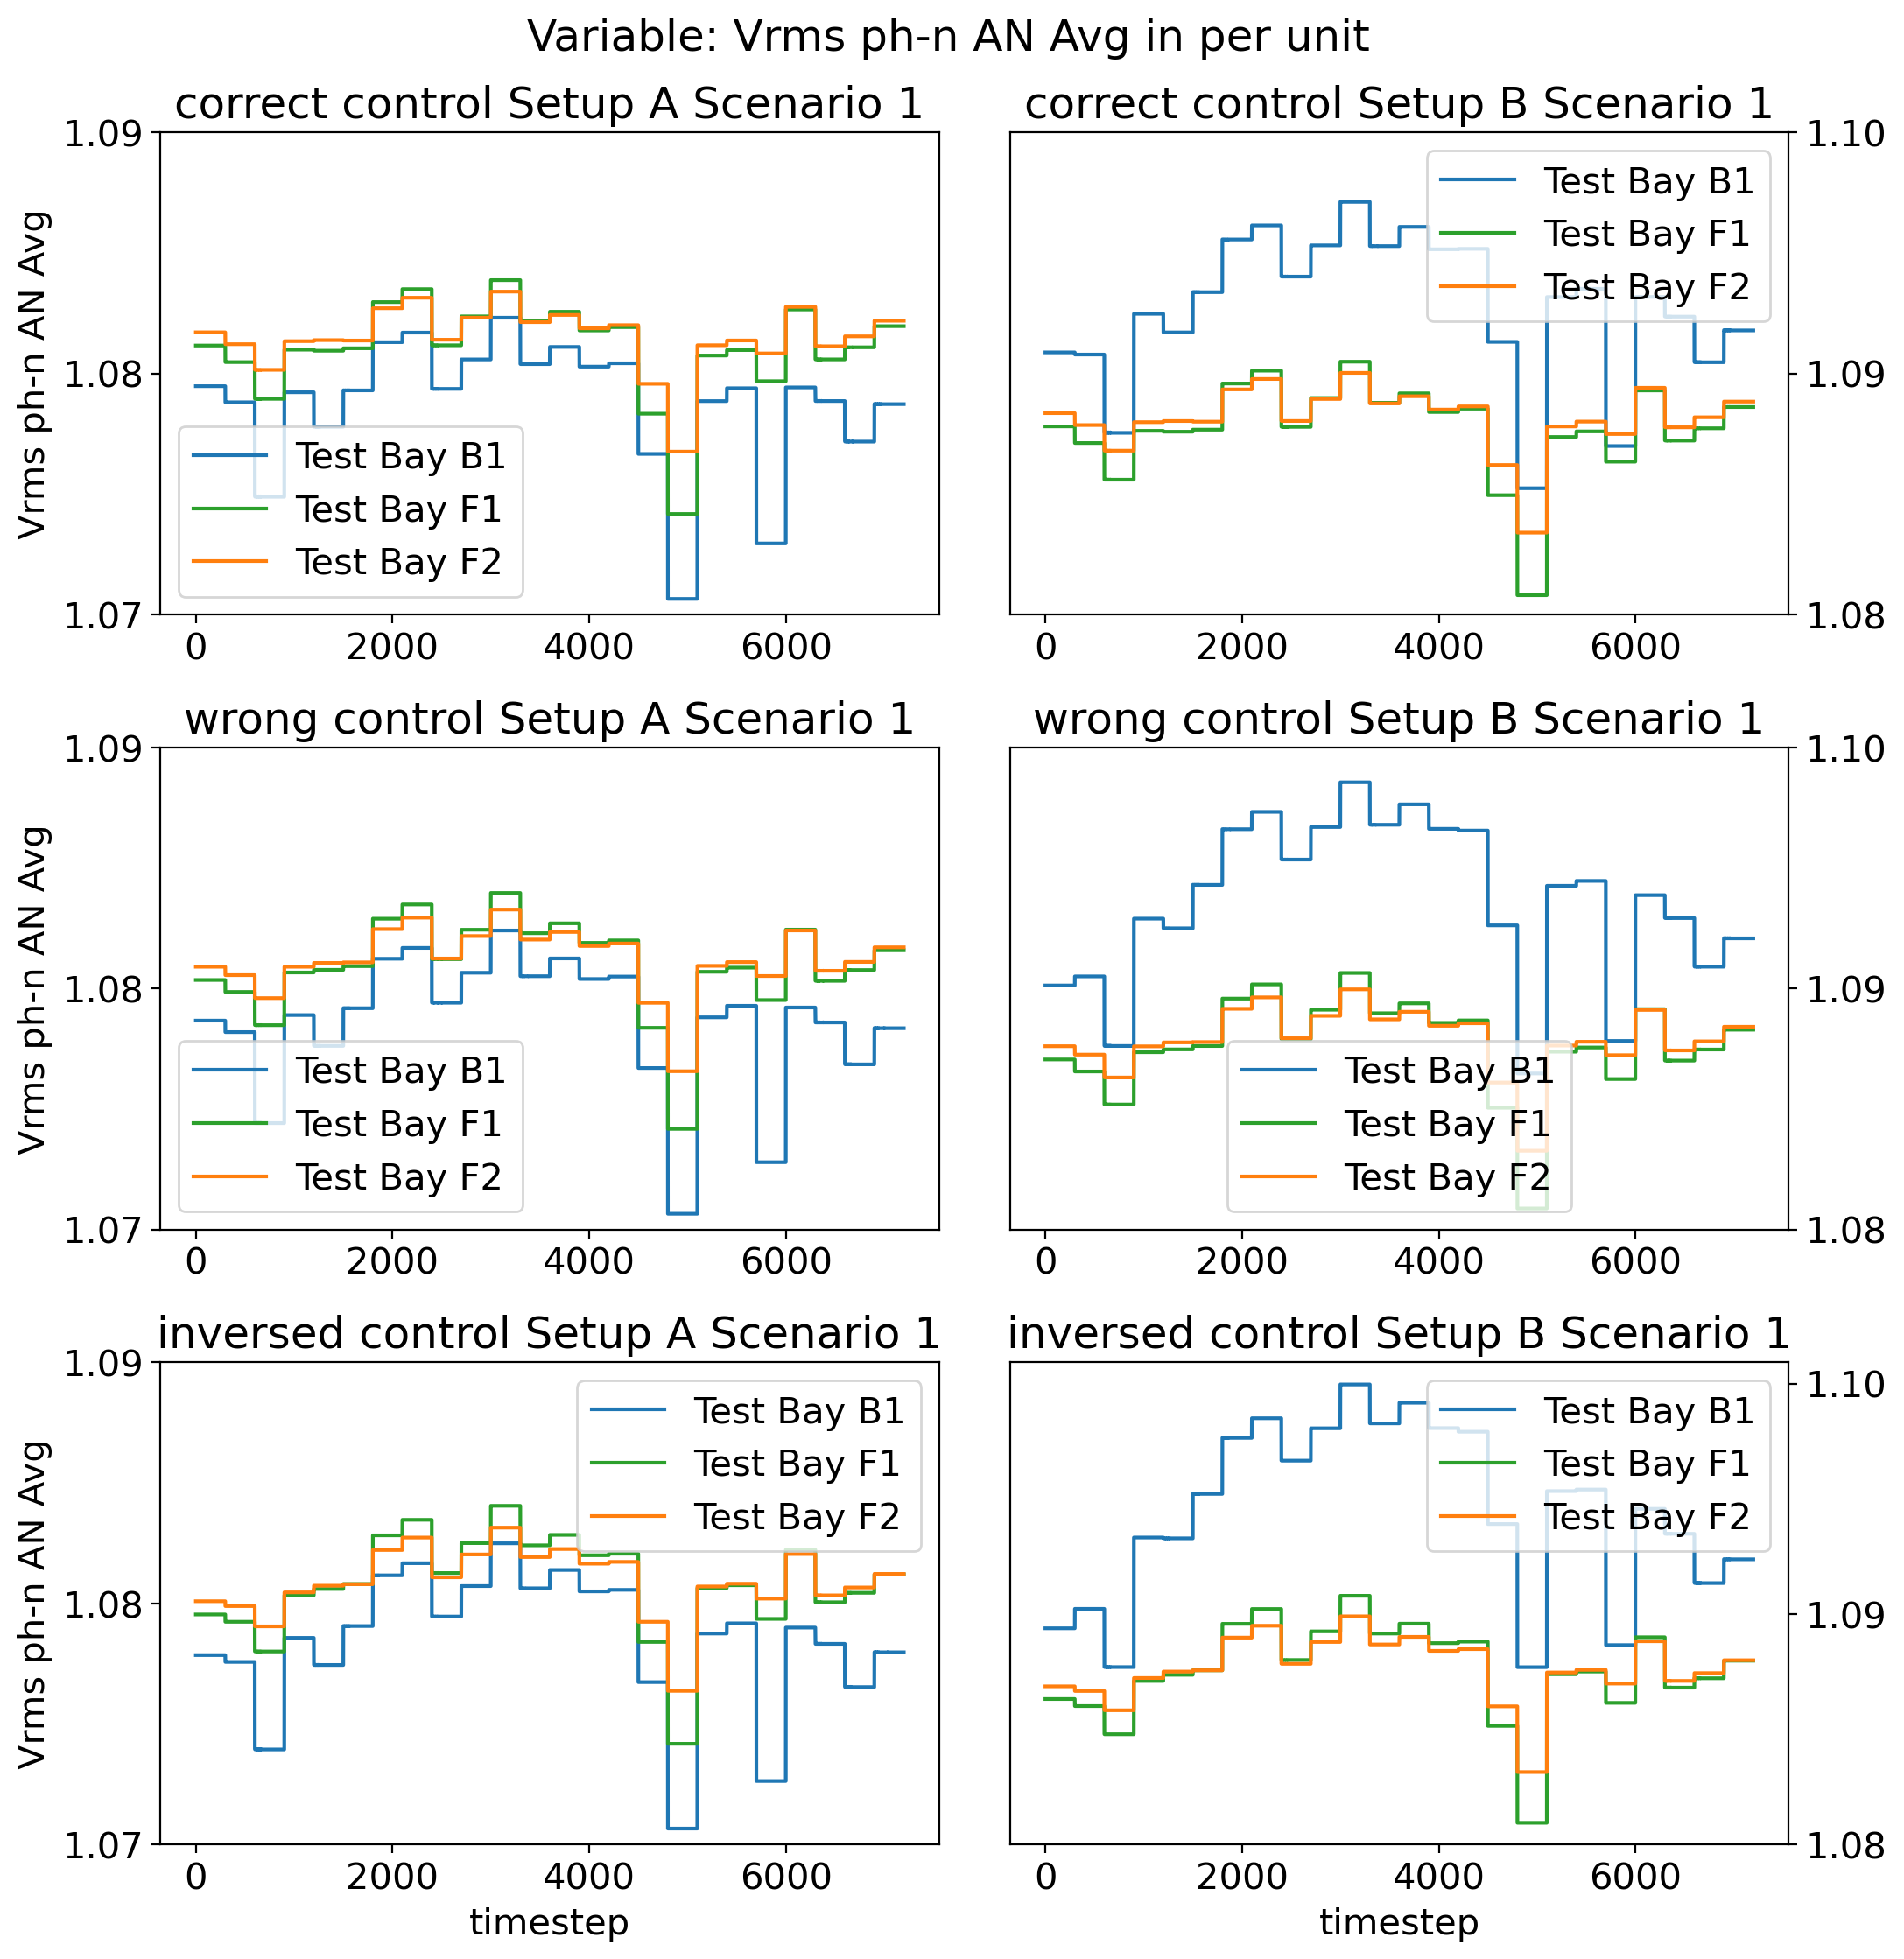 Variable: Vrms ph-n AN Avg in per unit
correct control Setup A Scenario 1
1.09
1.08
1.07
Vrms ph-n AN Avg
Test Bay B1
Test Bay F1
Test Bay F2
0 2000 4000 6000
correct control Setup B Scenario 1
1.10
1.09
1.08
Test Bay B1
Test Bay F1
Test Bay F2
0 2000 4000 6000
wrong control Setup A Scenario 1
1.09
1.08
1.07
Vrms ph-n AN Avg
Test Bay B1
Test Bay F1
Test Bay F2
0 2000 4000 6000
wrong control Setup B Scenario 1
1.10
1.09
1.08
Test Bay B1
Test Bay F1
Test Bay F2
0 2000 4000 6000
inversed control Setup A Scenario 1
1.09
1.08
1.07
Vrms ph-n AN Avg
Test Bay B1
Test Bay F1
Test Bay F2
0 2000 4000 6000
timestep
inversed control Setup B Scenario 1
1.10
1.09
1.08
Test Bay B1
Test Bay F1
Test Bay F2
0 2000 4000 6000
timestep